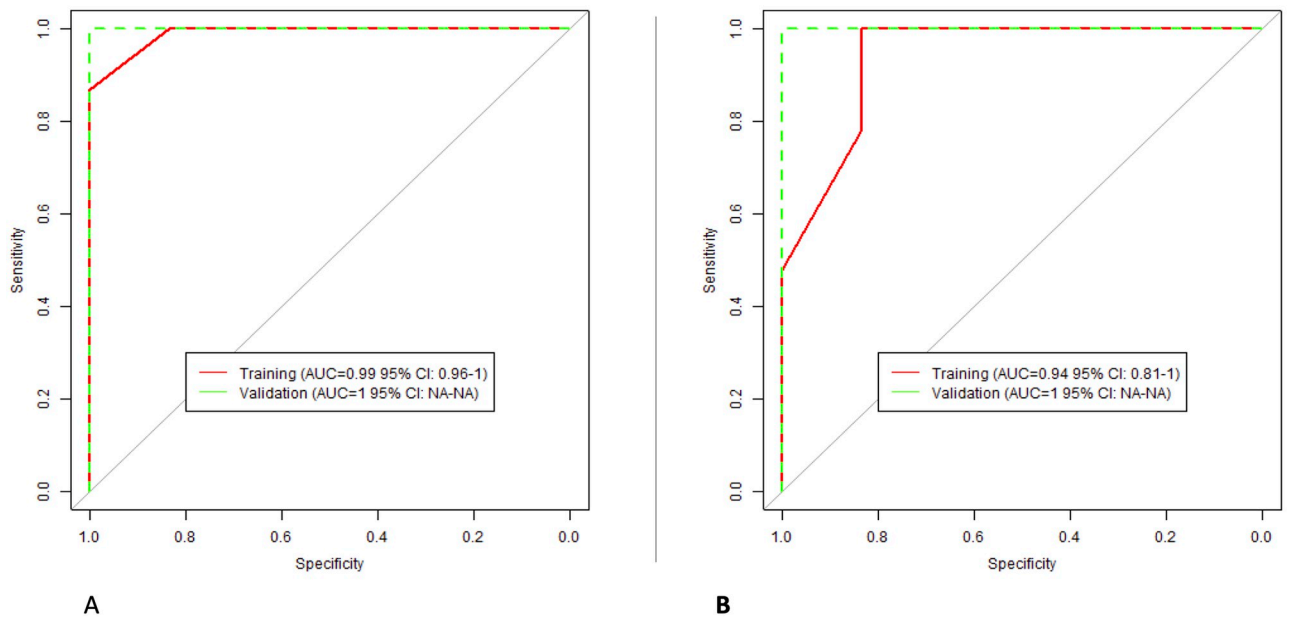 1.0
0.8
0.6
0.4
0.2
0.0
Sensitivity
Training (AUC=0.99 95% CI: 0.96-1)
Validation (AUC=1 95% CI: NA-NA)
1.0 0.8 0.6 0.4 0.2 0.0
Specificity
A
1.0
0.8
0.6
0.4
0.2
0.0
Sensitivity
Training (AUC=0.94 95% CI: 0.81-1)
Validation (AUC=1 95% CI: NA-NA)
1.0 0.8 0.6 0.4 0.2 0.0
Specificity
B